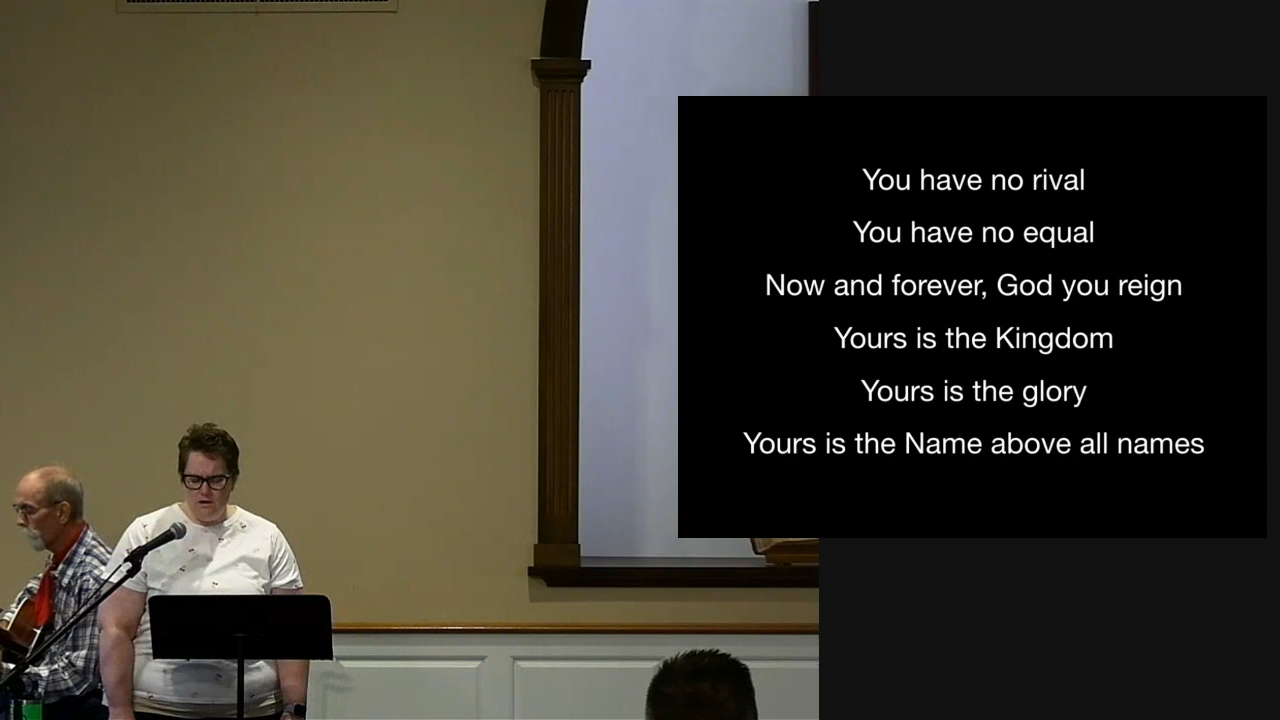 You have no rival
You have no equal
Now and forever, God you reign
Yours is the Kingdom
Yours is the glory
Yours is the Name above all names